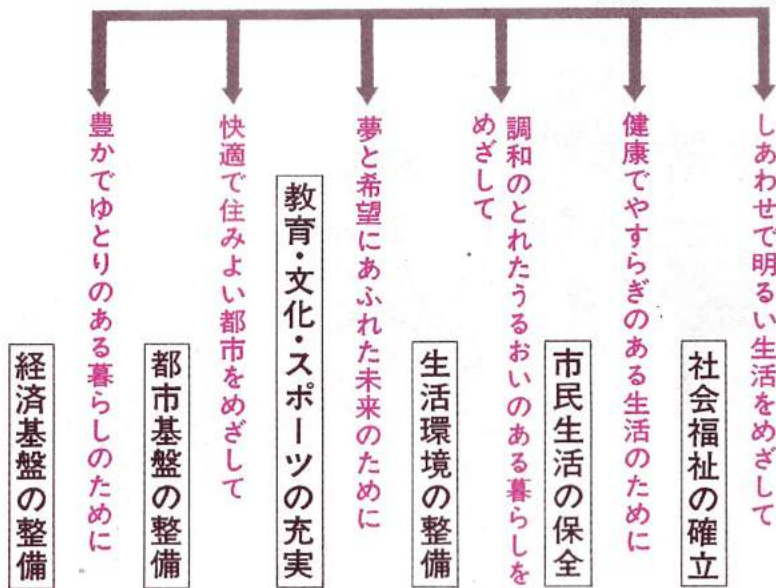 しあわせで明るい生活をめざして
社会福祉の確立
健康でやすらぎのある生活のために
市民生活の保全
調和のとれたうるおいのある暮らしを
めざして
生活環境の整備
夢と希望にあふれた未来のために
教育・文化・スポーツの充実
快適で住みよい都市をめざして
都市基盤の整備
豊かでゆとりのある暮らしのために
経済基盤の整備